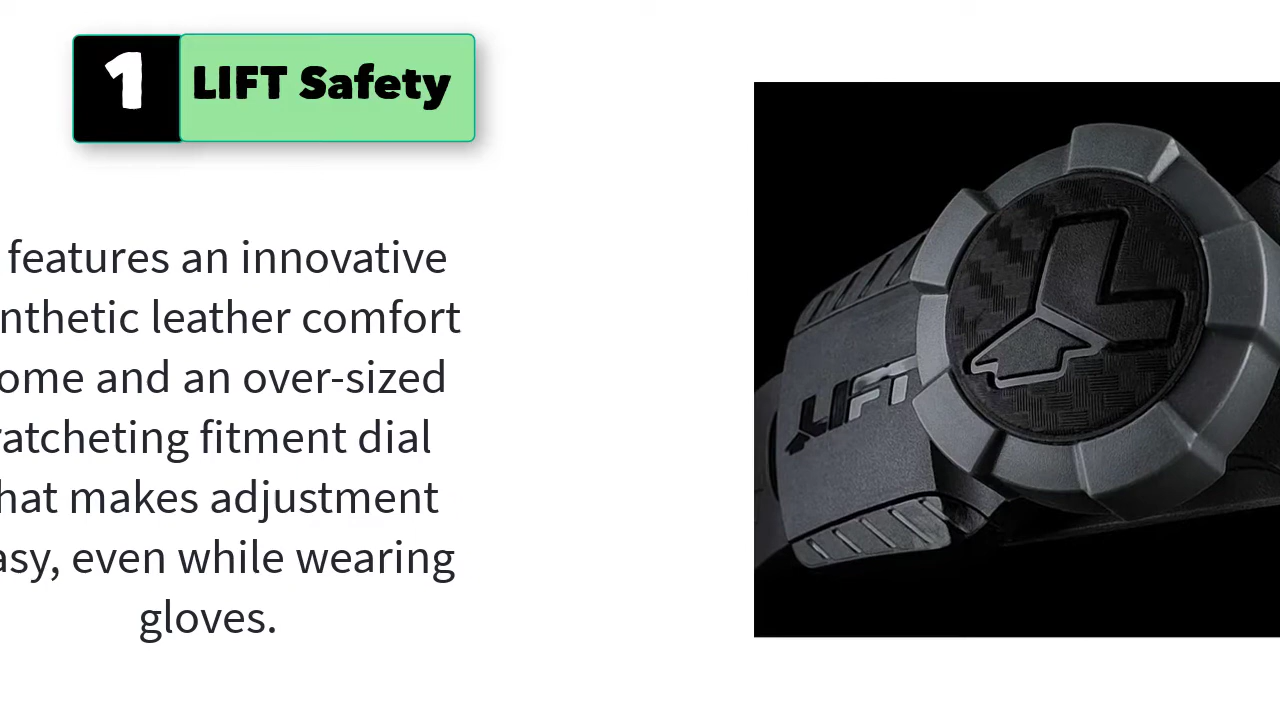 1 LIFT Safety
features an innovative
nthetic leather comfort
ome and an over-sized
ratcheting fitment dial
hat makes adjustment
asy, even while wearing
gloves.
LIFT